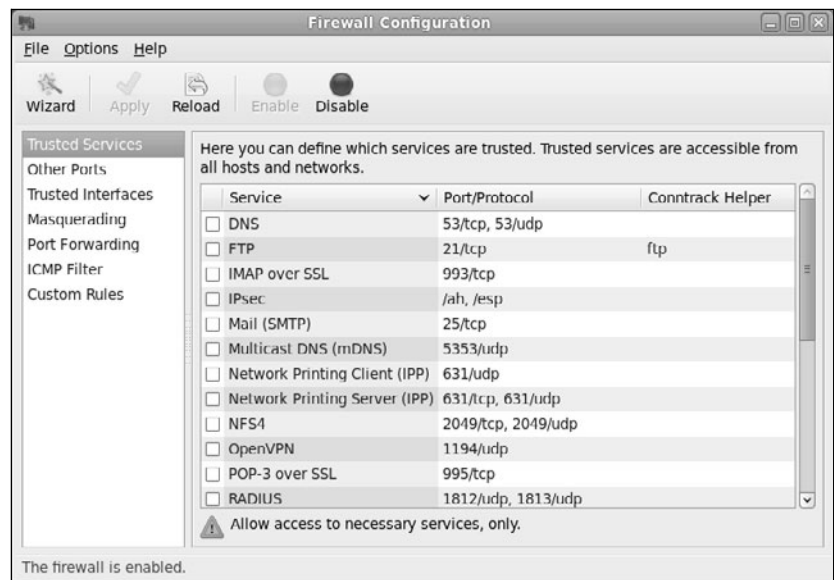 Firewall Configuration
File Options Help
Wizard Apply Reload Enable Disable
Trusted Services
Other Ports
Trusted Interfaces
Masquerading
Port Forwarding
ICMP Filter
Custom Rules
Here you can define which services are trusted. Trusted services are accessible from
all hosts and networks.
Service Port/Protocol Conntrack Helper
DNS 53/tcp, 53/udp
FTP 21/tcp ftp
IMAP over SSL 993/tcp
IPsec /ah, /esp
Mail (SMTP) 25/tcp
Multicast DNS (mDNS) 5353/udp
Network Printing Client (IPP) 631/udp
Network Printing Server (IPP) 631/tcp, 631/udp
NFS4 2049/tcp, 2049/udp
OpenVPN 1194/udp
POP-3 over SSL 995/tcp
RADIUS 1812/udp, 1813/udp
Allow access to necessary services, only.
The firewall is enabled.